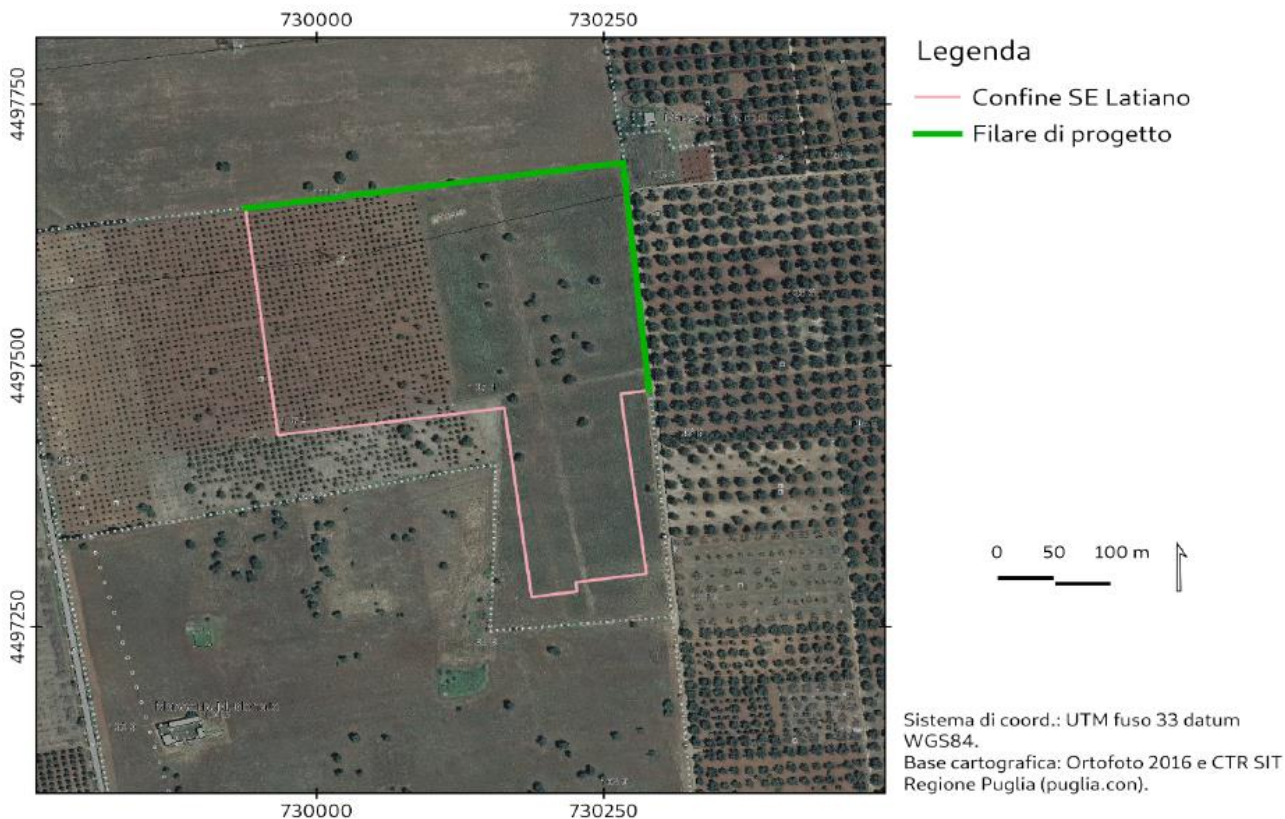 730000 730250
Legenda
Confine SE Latiano
Filare di progetto
4497750
4497500
4497250
0 50 100 m
730000 730250
Sistema di coord.: UTM fuso 33 datum
WGS84.
Base cartografica: Ortofoto 2016 e CTR SIT
Regione Puglia (puglia.con).